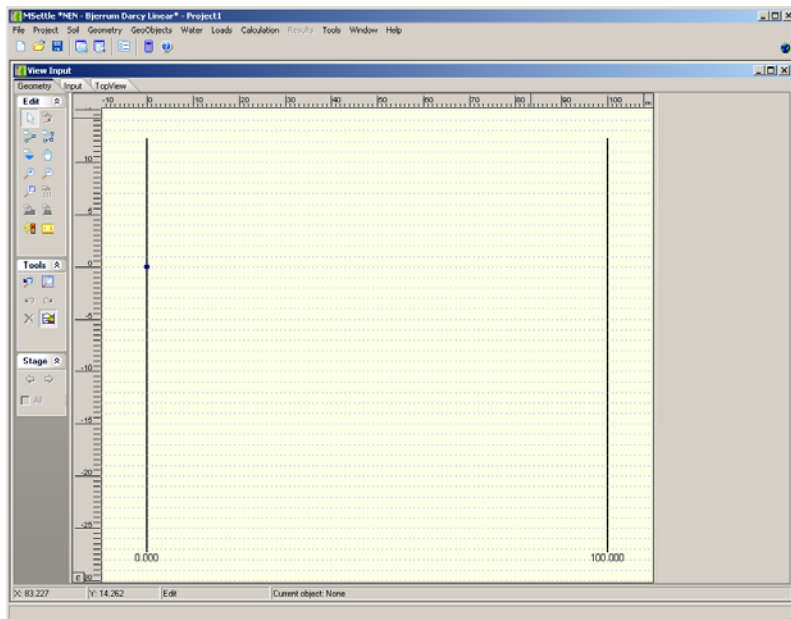 MSettle *NEN - Bjerrum Darcy Linear* - Project1
File Project Soil Geometry GeoObjects Water Loads Calculation Results Tools Window Help
View Input
Geometry Input TopView
Edit
-10 0 10 20 30 40 50 60 70 80 90 100 m
10
5
0
Tools
-5
Stage
-10
All
-15
-20
-25
0.000 100.000
E
X: 83.227 Y: 14.262 Edit Current object: None